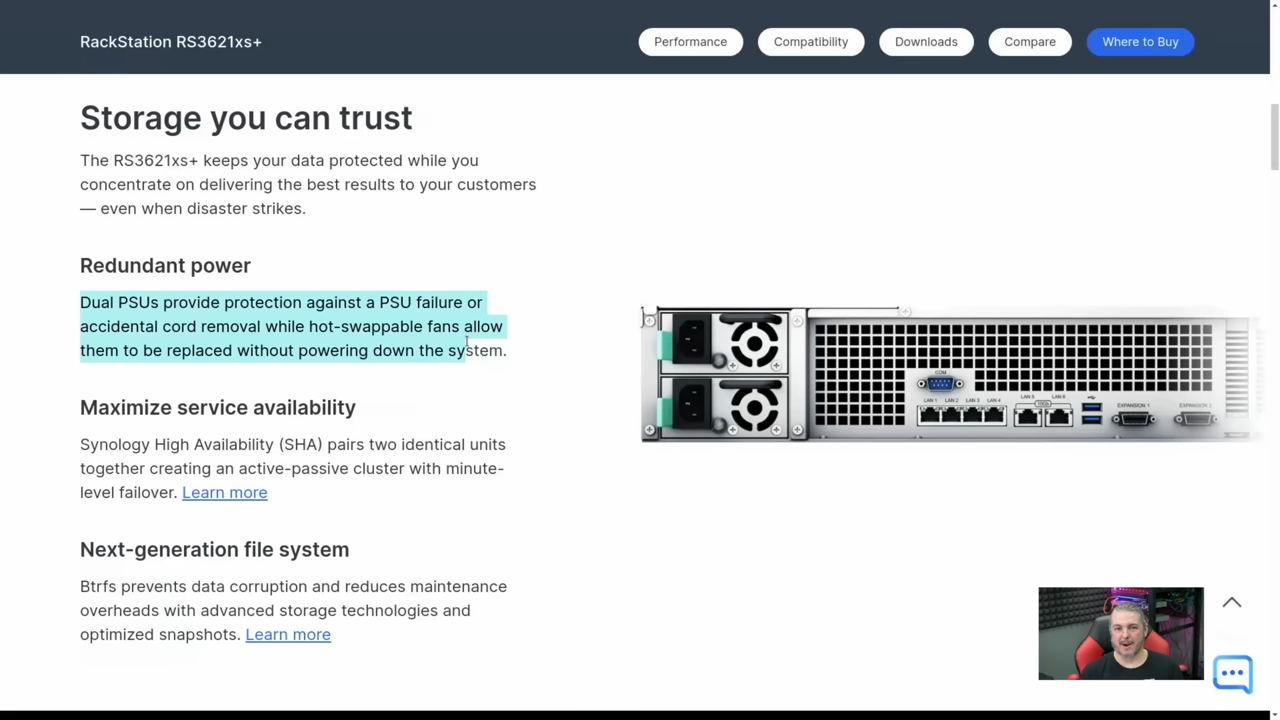 RackStation RS3621xs+
Performance
Compatibility
Downloads
Compare
Where to Buy
Storage you can trust
The RS3621xs+ keeps your data protected while you
concentrate on delivering the best results to your customers
— even when disaster strikes.
Redundant power
Dual PSUs provide protection against a PSU failure or
accidental cord removal while hot-swappable fans allow
them to be replaced without powering down the system.
Maximize service availability
Synology High Availability (SHA) pairs two identical units
together creating an active-passive cluster with minute-
level failover. Learn more
Next-generation file system
Btrfs prevents data corruption and reduces maintenance
overheads with advanced storage technologies and
optimized snapshots. Learn more
COM
LAN 1 LAN 2 LAN 3 LAN 4
LAN 5 LAN 6
EXPANSION 1
EXPANSION 2